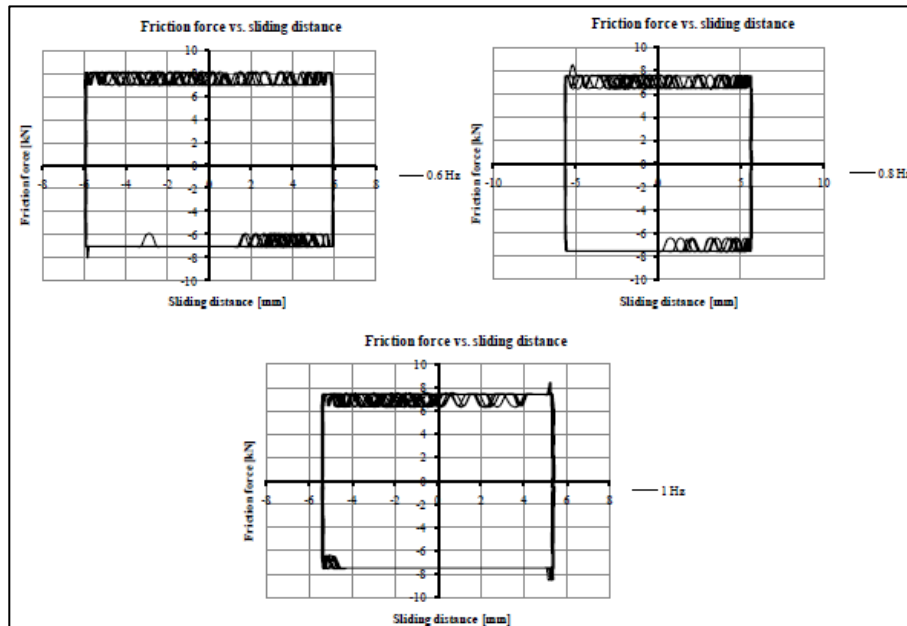 Friction force vs. sliding distance
Friction force [kN]
10
8
6
4
2
0
-2
-4
-6
-8
-10
-8 -6 -4 -2 0 2 4 6 8
0.6 Hz
Sliding distance [mm]
Friction force vs. sliding distance
Friction force [kN]
10
8
6
4
2
0
-2
-4
-6
-8
-10
-10 -5 0 5 10
0.8 Hz
Sliding distance [mm]
Friction force vs. sliding distance
Friction force [kN]
10
8
6
4
2
0
-2
-4
-6
-8
-10
-8 -6 -4 -2 0 2 4 6 8
1 Hz
Sliding distance [mm]